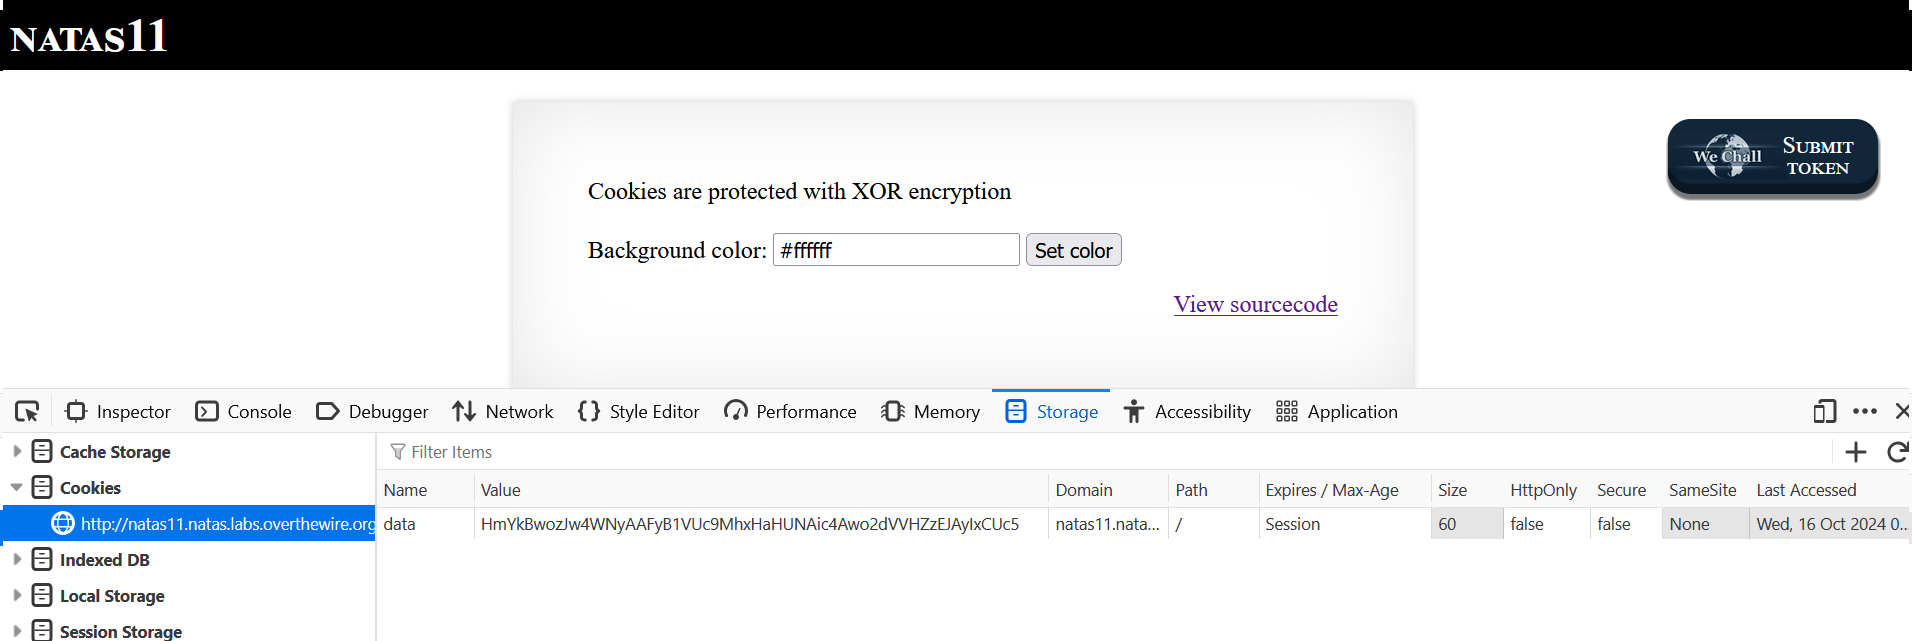 NATAS11
We Chall
SUBMIT
TOKEN
Cookies are protected with XOR encryption
Background color: #ffffff Set color
View sourcecode
Inspector Console Debugger Network Style Editor Performance Memory Storage Accessibility Application
Cache Storage
Cookies
http://natas11.natas.labs.overthewire.org
Indexed DB
Local Storage
Session Storage
Filter Items
Name Value Domain Path Expires / Max-Age Size HttpOnly Secure SameSite Last Accessed
data HmYkBwozJw4WNyAAFyB1VUc9MhxHaHUNAic4Awo2dVVHZzEJAyIxCUc5 natas11.nata... / Session 60 false false None Wed, 16 Oct 2024 0...